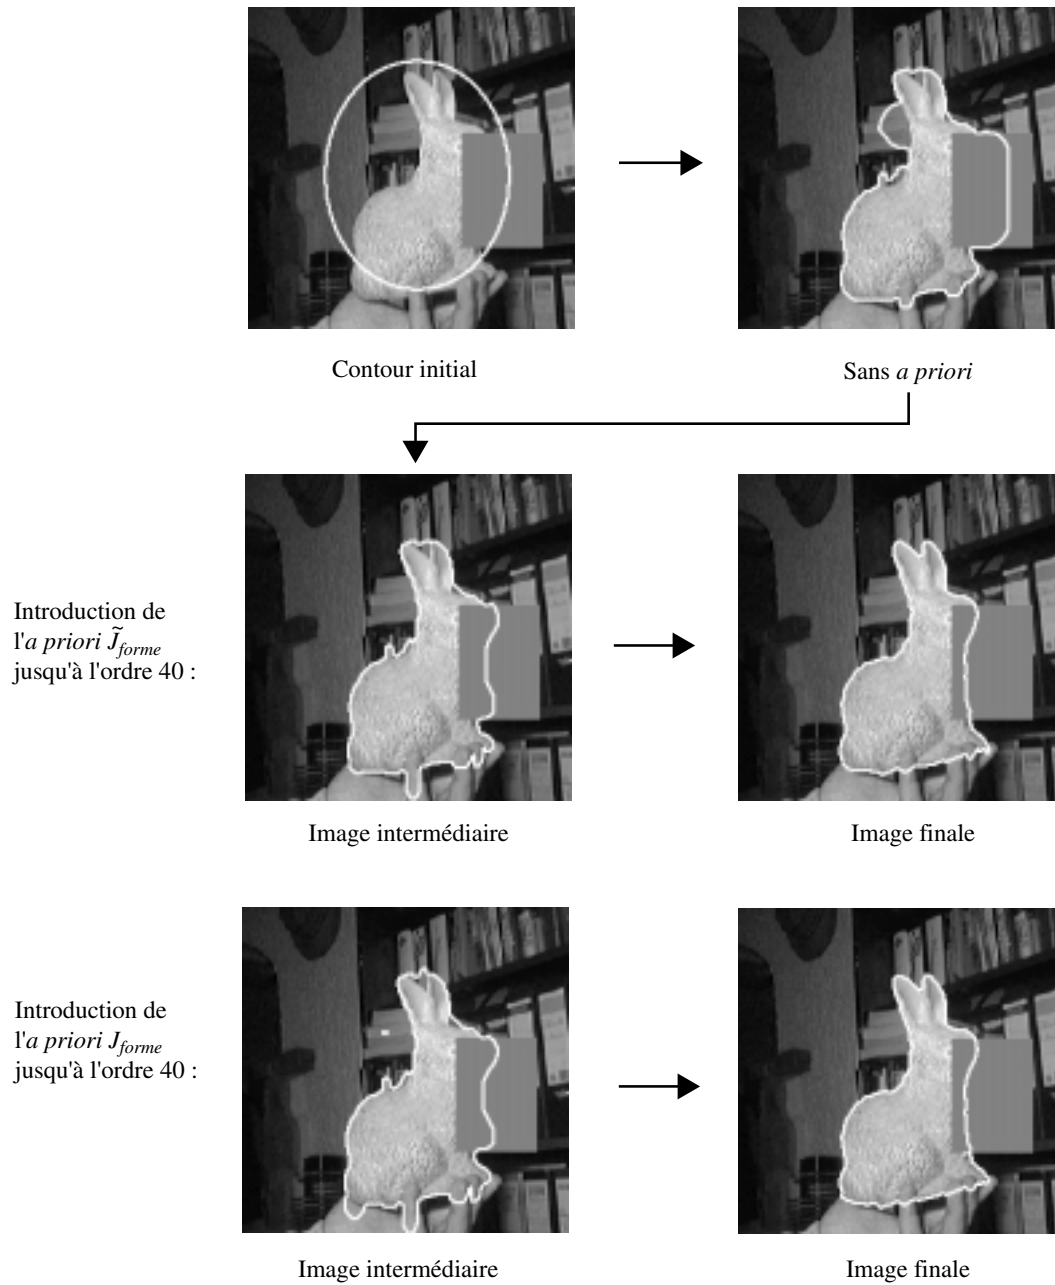 Contour initial
Sans a priori
Introduction de
l'a priori J̃forme
jusqu'à l'ordre 40 :
Image intermédiaire
Image finale
Introduction de
l'a priori Jforme
jusqu'à l'ordre 40 :
Image intermédiaire
Image finale